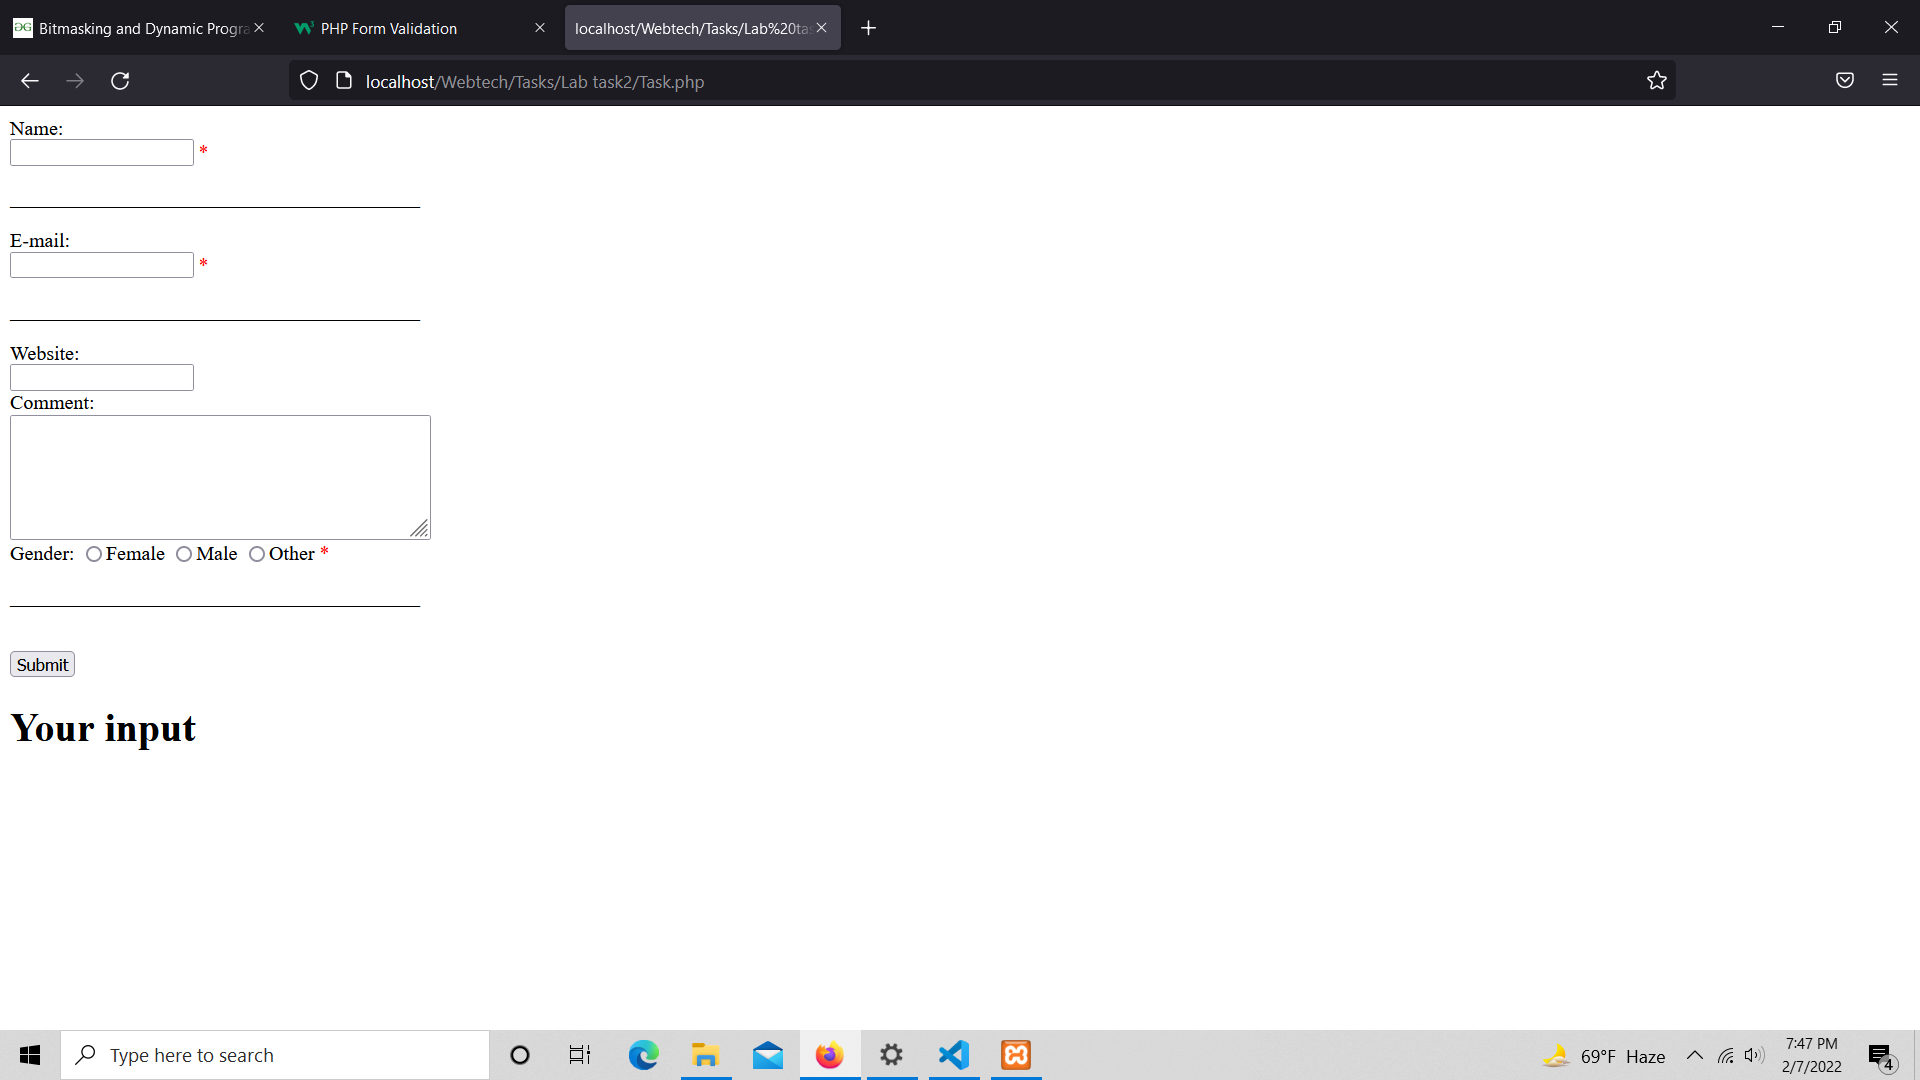 Bitmasking and Dynamic Progra
PHP Form Validation
localhost/Webtech/Tasks/Lab%20tas
localhost/Webtech/Tasks/Lab task2/Task.php
Name:
*
E-mail:
*
Website:
Comment:
Gender: Female Male Other *
Submit
Your input
Type here to search
69°F Haze
7:47 PM
2/7/2022
4